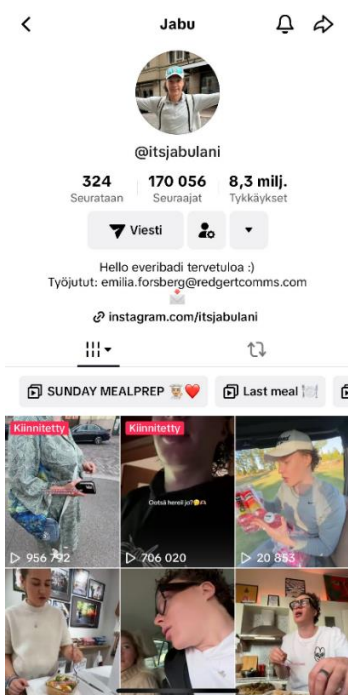 Jabu
@itsjabulani
324 170 056 8,3 milj.
Seurataan Seuraajat Tykkäykset
Viesti
Hello everibadi tervetuloa :)
Työjutut: emilia.forsberg@redgertcomms.com
instagram.com/itsjabulani
SUNDAY MEALPREP Last meal
Kiinnitetty Kiinnitetty
Ootsä hereil jo?
956 792 706 020 20 853